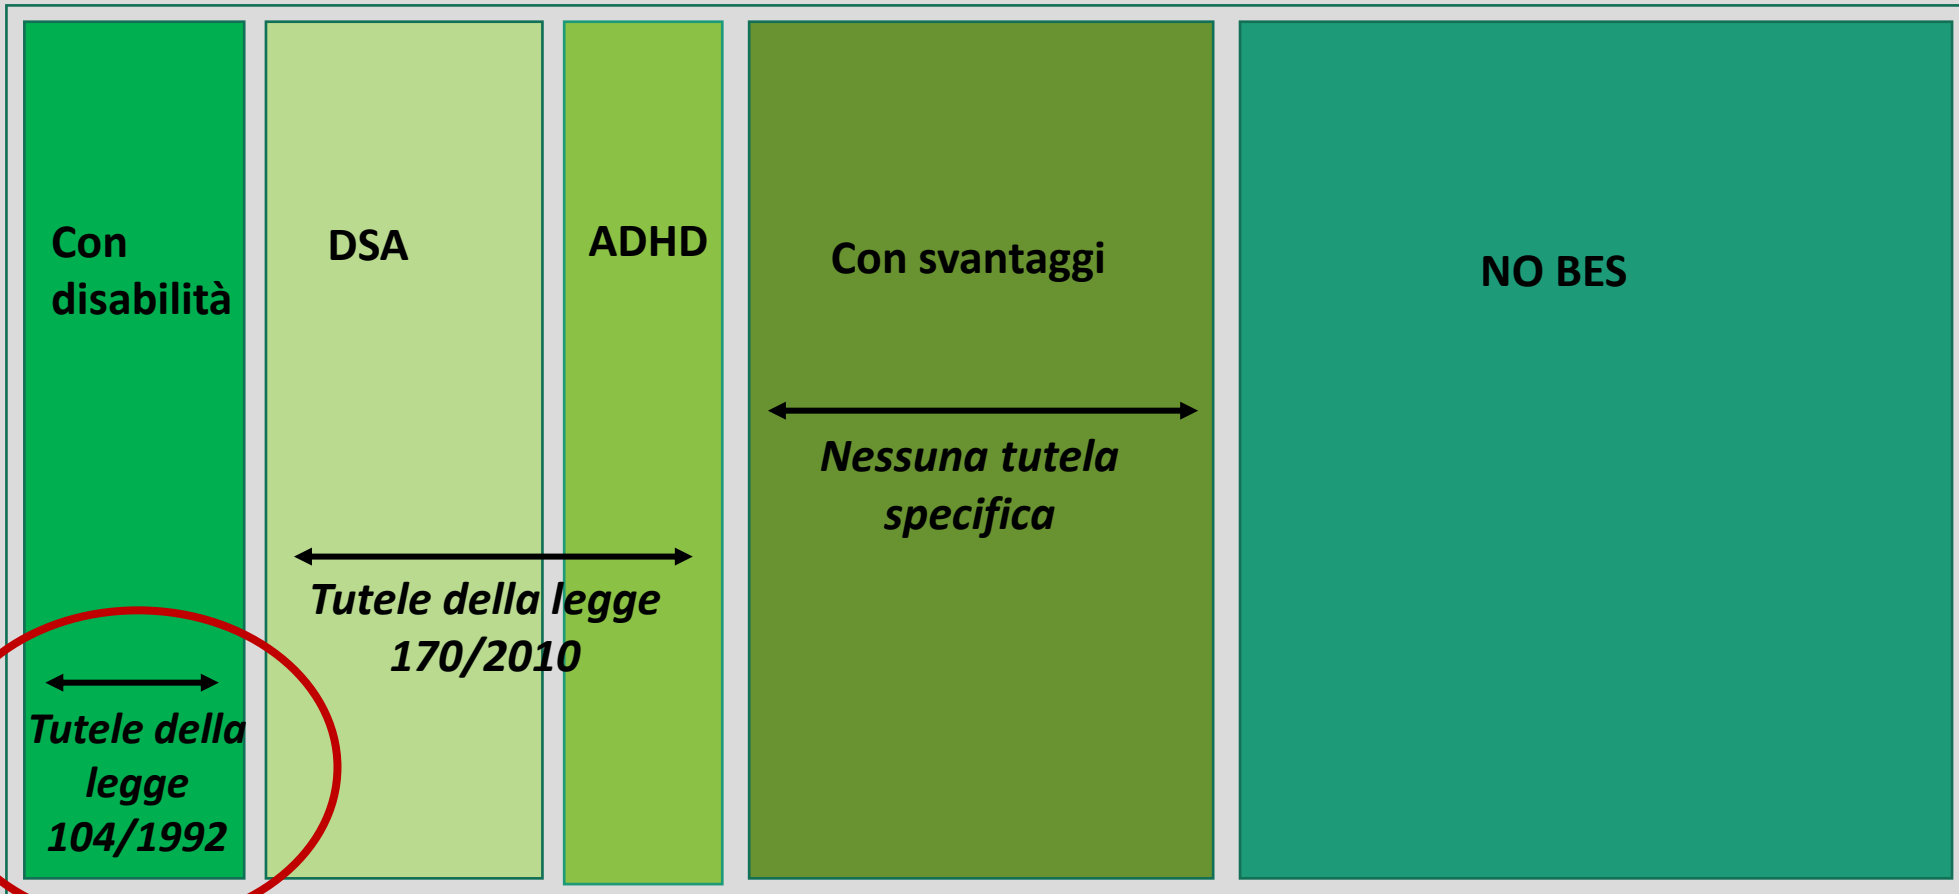 Con
disabilità
DSA
ADHD
Con svantaggi
NO BES
Nessuna tutela
specifica
Tutele della legge
170/2010
Tutele della
legge
104/1992